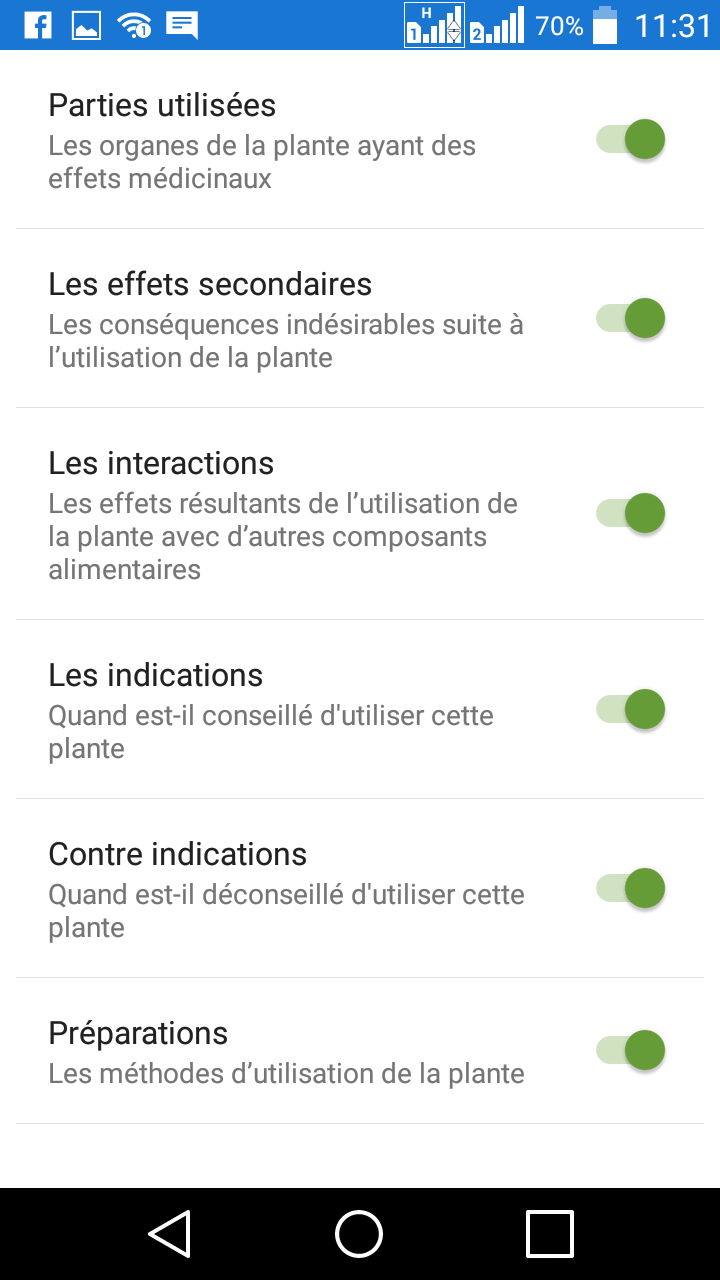 H
1
1
2
70%
11:31
Parties utilisées
Les organes de la plante ayant des
effets médicinaux
Les effets secondaires
Les conséquences indésirables suite à
l’utilisation de la plante
Les interactions
Les effets résultants de l’utilisation de
la plante avec d’autres composants
alimentaires
Les indications
Quand est-il conseillé d'utiliser cette
plante
Contre indications
Quand est-il déconseillé d'utiliser cette
plante
Préparations
Les méthodes d’utilisation de la plante